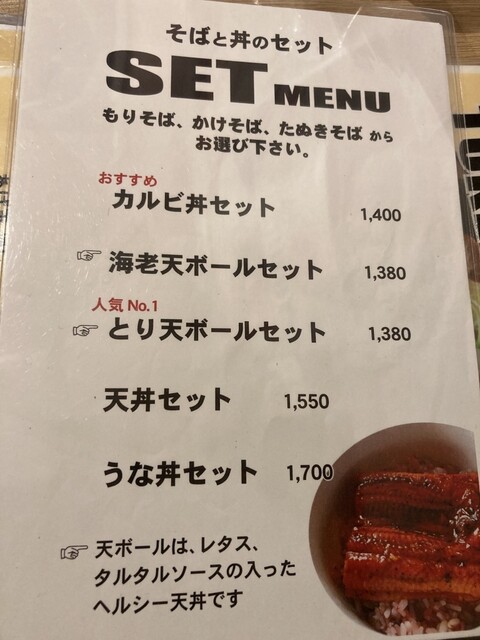 そばと丼のセット
SET MENU
もりそば、かけそば、たぬきそば から
お選び下さい。
おすすめ
カルビ丼セット 1,400
☞ 海老天ボールセット 1,380
人気 No.1
☞ とり天ボールセット 1,380
天丼セット 1,550
うな丼セット 1,700
☞ 天ボールは、レタス、
タルタルソースの入った
ヘルシー天丼です